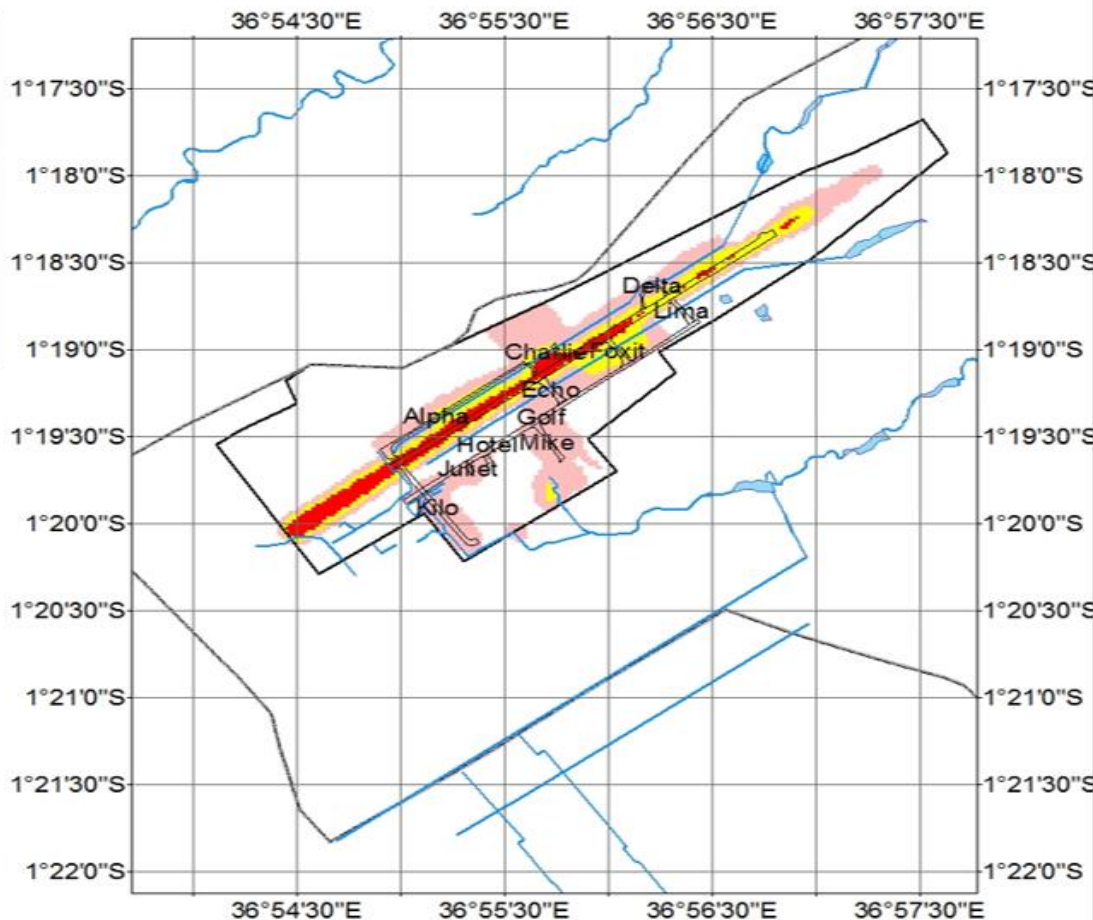 36°54'30"E 36°55'30"E 36°56'30"E 36°57'30"E
1°17'30"S 1°17'30"S
1°18'0"S 1°18'0"S
1°18'30"S 1°18'30"S
Delta
Lima
1°19'0"S Charlie Foxit 1°19'0"S
Echo
Alpha Golf
1°19'30"S Hotel Mike 1°19'30"S
Juliet
Kilo
1°20'0"S 1°20'0"S
1°20'30"S 1°20'30"S
1°21'0"S 1°21'0"S
1°21'30"S 1°21'30"S
1°22'0"S 1°22'0"S
36°54'30"E 36°55'30"E 36°56'30"E 36°57'30"E